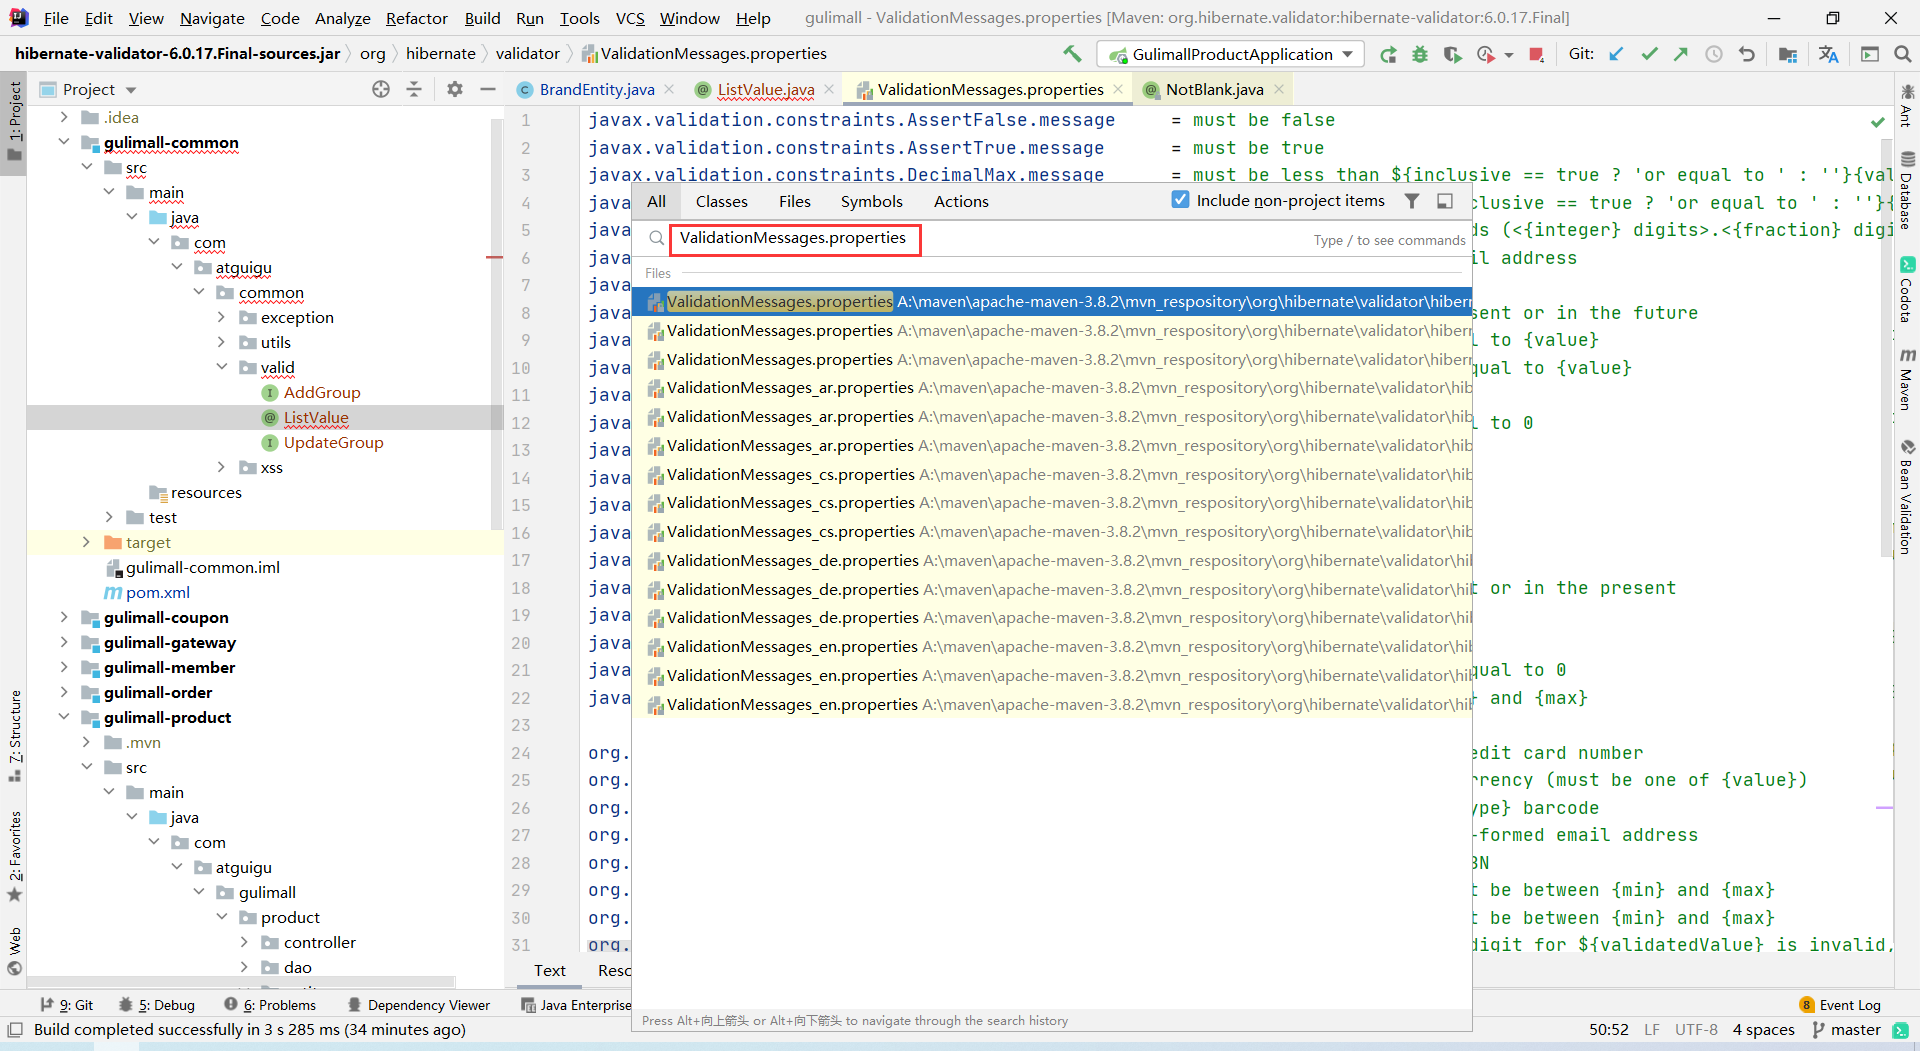 File Edit View Navigate Code Analyze Refactor Build Run Tools VCS Window Help gulimall - ValidationMessages.properties [Maven: org.hibernate.validator:hibernate-validator:6.0.17.Final]
hibernate-validator-6.0.17.Final-sources.jar org hibernate validator ValidationMessages.properties GulimallProductApplication Git:
Project BrandEntity.java ListValue.java ValidationMessages.properties NotBlank.java
1: Project
7: Structure
2: Favorites
Web
.idea
gulimall-common
src
main
java
com
atguigu
common
exception
utils
valid
AddGroup
ListValue
UpdateGroup
xss
resources
test
target
gulimall-common.iml
pom.xml
gulimall-coupon
gulimall-gateway
gulimall-member
gulimall-order
gulimall-product
.mvn
src
main
java
com
atguigu
gulimall
product
controller
dao
1 javax.validation.constraints.AssertFalse.message = must be false
2 javax.validation.constraints.AssertTrue.message = must be true
3 javax.validation.constraints.DecimalMax.message = must be less than ${inclusive == true ? 'or equal to ' : ''}{val
4 java clusive == true ? 'or equal to ' : ''}{
5 java ds (<{integer} digits>.<{fraction} digi
6 java il address
7 java
8 java sent or in the future
9 java l to {value}
10 java qual to {value}
11 java
12 java l to 0
13 java
14 java
15 java
16 java
17 java
18 java t or in the present
19 java
20 java
21 java qual to 0
22 java } and {max}
23
24 org. edit card number
25 org. rrency (must be one of {value})
26 org. ype} barcode
27 org. -formed email address
28 org. BN
29 org. t be between {min} and {max}
30 org. t be between {min} and {max}
31 org. digit for ${validatedValue} is invalid,
All Classes Files Symbols Actions Include non-project items
ValidationMessages.properties Type / to see commands
Files
ValidationMessages.properties A:\maven\apache-maven-3.8.2\mvn_respository\org\hibernate\validator\hibern
ValidationMessages.properties A:\maven\apache-maven-3.8.2\mvn_respository\org\hibernate\validator\hibern
ValidationMessages.properties A:\maven\apache-maven-3.8.2\mvn_respository\org\hibernate\validator\hibern
ValidationMessages_ar.properties A:\maven\apache-maven-3.8.2\mvn_respository\org\hibernate\validator\hib
ValidationMessages_ar.properties A:\maven\apache-maven-3.8.2\mvn_respository\org\hibernate\validator\hib
ValidationMessages_ar.properties A:\maven\apache-maven-3.8.2\mvn_respository\org\hibernate\validator\hib
ValidationMessages_cs.properties A:\maven\apache-maven-3.8.2\mvn_respository\org\hibernate\validator\hib
ValidationMessages_cs.properties A:\maven\apache-maven-3.8.2\mvn_respository\org\hibernate\validator\hib
ValidationMessages_cs.properties A:\maven\apache-maven-3.8.2\mvn_respository\org\hibernate\validator\hib
ValidationMessages_de.properties A:\maven\apache-maven-3.8.2\mvn_respository\org\hibernate\validator\hil
ValidationMessages_de.properties A:\maven\apache-maven-3.8.2\mvn_respository\org\hibernate\validator\hil
ValidationMessages_de.properties A:\maven\apache-maven-3.8.2\mvn_respository\org\hibernate\validator\hil
ValidationMessages_en.properties A:\maven\apache-maven-3.8.2\mvn_respository\org\hibernate\validator\hil
ValidationMessages_en.properties A:\maven\apache-maven-3.8.2\mvn_respository\org\hibernate\validator\hil
ValidationMessages_en.properties A:\maven\apache-maven-3.8.2\mvn_respository\org\hibernate\validator\hil
Press Alt+向上箭头 or Alt+向下箭头 to navigate through the search history
Ant
Database
Codota
Maven
Bean Validation
Text Reso
9: Git 5: Debug 6: Problems Dependency Viewer Java Enterprise 8 Event Log
Build completed successfully in 3 s 285 ms (34 minutes ago) 50:52 LF UTF-8 4 spaces master